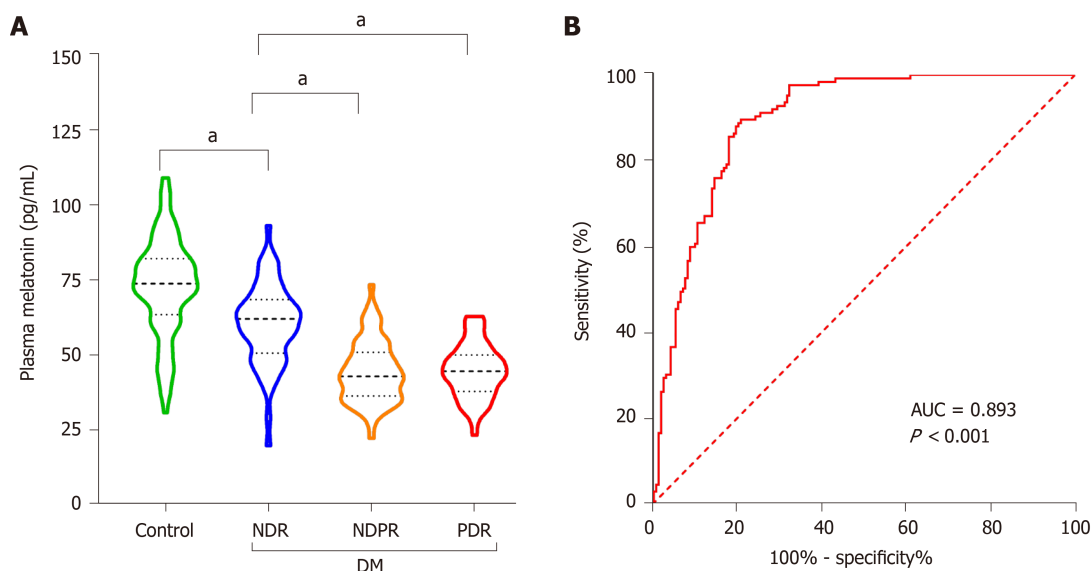 A
a
a
a
150
125
100
75
50
25
0
Plasma melatonin (pg/mL)
Control
NDR
NDPR
PDR
DM
B
100
80
60
40
20
0
Sensitivity (%)
AUC = 0.893
P < 0.001
0
20
40
60
80
100
100% - specificity%